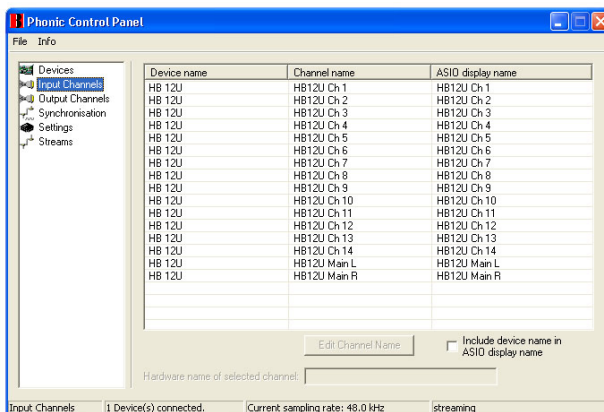 Phonic Control Panel
File Info
Devices
Input Channels
Output Channels
Synchronisation
Settings
Streams
Device name Channel name ASIO display name
HB 12U HB12U Ch 1 HB12U Ch 1
HB 12U HB12U Ch 2 HB12U Ch 2
HB 12U HB12U Ch 3 HB12U Ch 3
HB 12U HB12U Ch 4 HB12U Ch 4
HB 12U HB12U Ch 5 HB12U Ch 5
HB 12U HB12U Ch 6 HB12U Ch 6
HB 12U HB12U Ch 7 HB12U Ch 7
HB 12U HB12U Ch 8 HB12U Ch 8
HB 12U HB12U Ch 9 HB12U Ch 9
HB 12U HB12U Ch 10 HB12U Ch 10
HB 12U HB12U Ch 11 HB12U Ch 11
HB 12U HB12U Ch 12 HB12U Ch 12
HB 12U HB12U Ch 13 HB12U Ch 13
HB 12U HB12U Ch 14 HB12U Ch 14
HB 12U HB12U Main L HB12U Main L
HB 12U HB12U Main R HB12U Main R
Edit Channel Name
Include device name in
ASIO display name
Hardware name of selected channel:
Input Channels 1 Device(s) connected. Current sampling rate: 48.0 kHz streaming